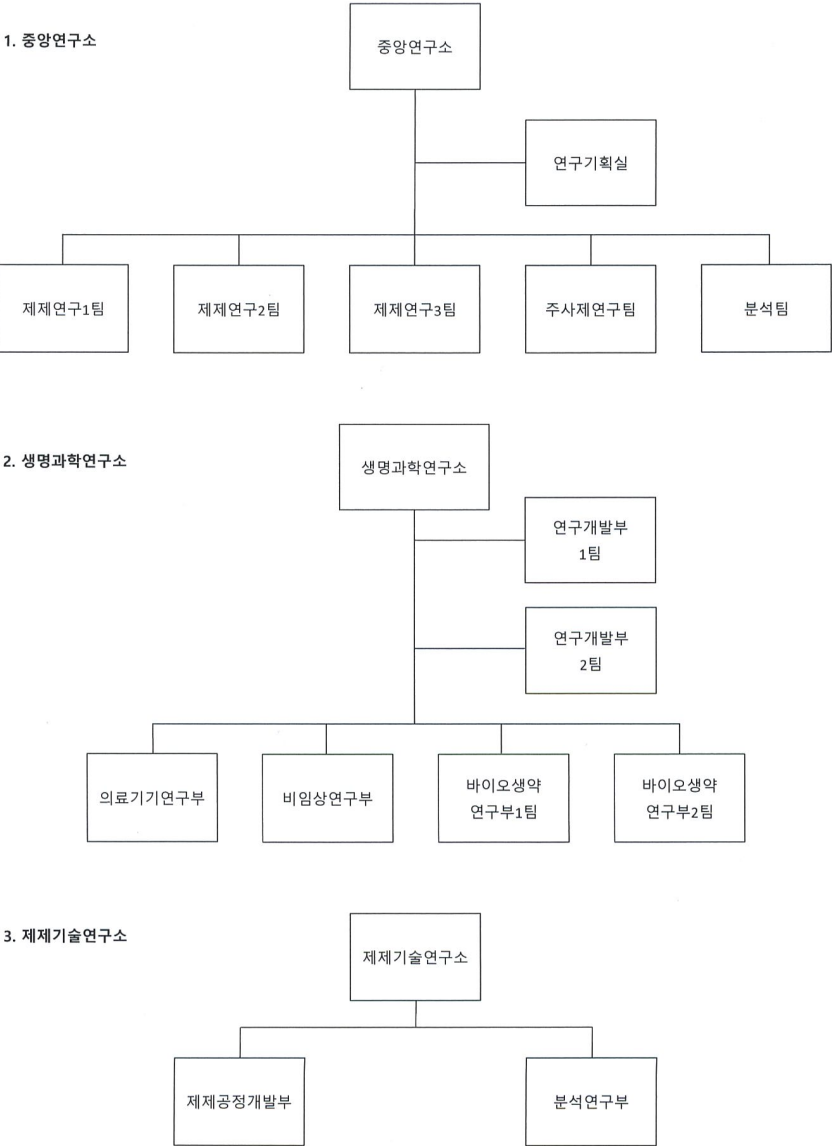 1. 중앙연구소
중앙연구소
연구기획실
제제연구1팀
제제연구2팀
제제연구3팀
주사제연구팀
분석팀
2. 생명과학연구소
생명과학연구소
연구개발부
1팀
연구개발부
2팀
의료기기연구부
비임상연구부
바이오생약
연구부1팀
바이오생약
연구부2팀
3. 제제기술연구소
제제기술연구소
제제공정개발부
분석연구부